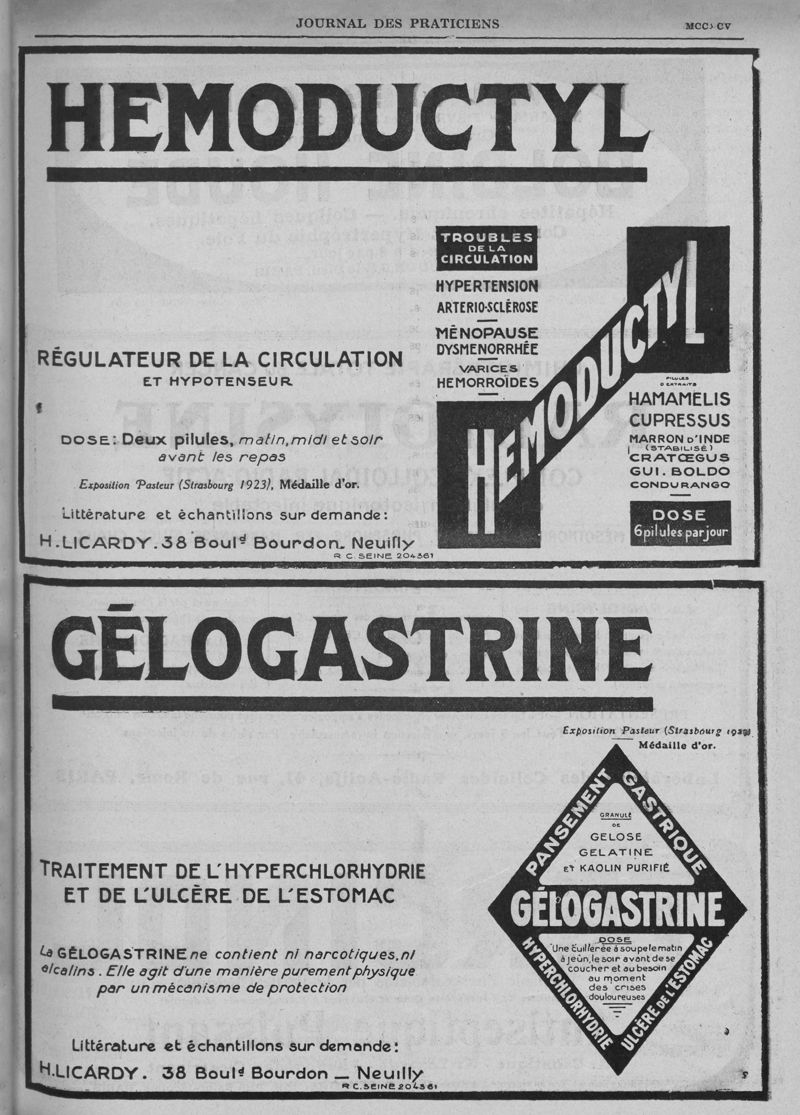 JOURNAL DES PRATICIENS
HEMODUCTYL
RÉGULATEUR DE LA CIRCULATION
ET HYPOTENSEUR
DOSE: Deux pilules, matin, midi et soir
avant les repas
Exposition Pasteur (Strasbourg 1923), Médaille d'or.
Littérature et échantillons sur demande:
H. LICARDY. 38 Boulᵈ Bourdon_ Neuilly
R C. SEINE 204361
TROUBLES
DE LA
CIRCULATION
HYPERTENSION
ARTERIO-SCLÉROSE
MÉNOPAUSE
DYSMENORRHÉE
VARICES
HEMORROÏDES
HEMODUCTYL
PILULES
D'EXTRAITS
HAMAMELIS
CUPRESSUS
MARRON D'INDE
(STABILISÉ)
CRATŒGUS
GUI. BOLDO
CONDURANGO
DOSE
6 pilules par jour
GÉLOGASTRINE
TRAITEMENT DE L'HYPERCHLORHYDRIE
ET DE L'ULCÈRE DE L'ESTOMAC
La GÉLOGASTRINE ne contient ni narcotiques, ni
alcalins. Elle agit d'une manière purement physique
par un mécanisme de protection
Littérature et échantillons sur demande:
H. LICARDY. 38 Boulᵈ Bourdon _ Neuilly
R C. SEINE 204361
Exposition Pasteur (Strasbourg
Médaille d'or.
PANSEMENT GASTRIQUE
GRANULÉ
DE
GELOSE
GELATINE
ET KAOLIN PURIFIÉ
GÉLOGASTRINE
DOSE
Une cuillerée à soupe le matin
à jeûn, le soir avant de se
coucher et au besoin
au moment
des crises
douloureuses
HYPERCHLORHYDRIE
ULCÈRE DE L'ESTOMAC